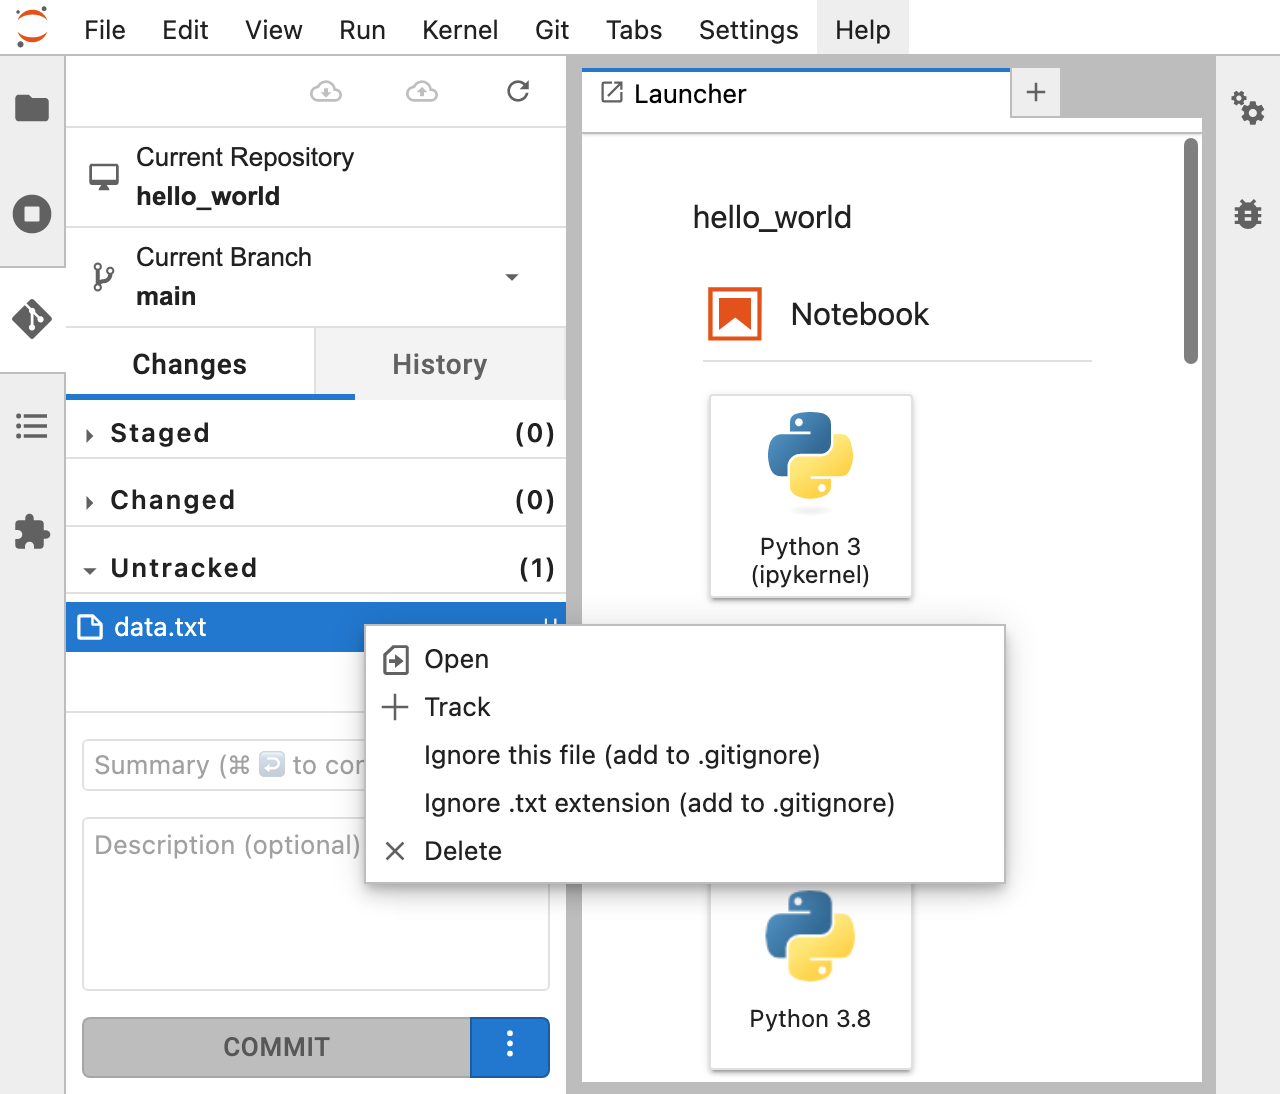 File Edit View Run Kernel Git Tabs Settings Help
Current Repository
hello_world
Current Branch
main
Changes History
Staged (0)
Changed (0)
Untracked (1)
data.txt
Summary (⌘ to
Description (optional)
COMMIT
Launcher
hello_world
Notebook
Python 3
(ipykernel)
Open
Track
Ignore this file (add to .gitignore)
Ignore .txt extension (add to .gitignore)
Delete
Python 3.8